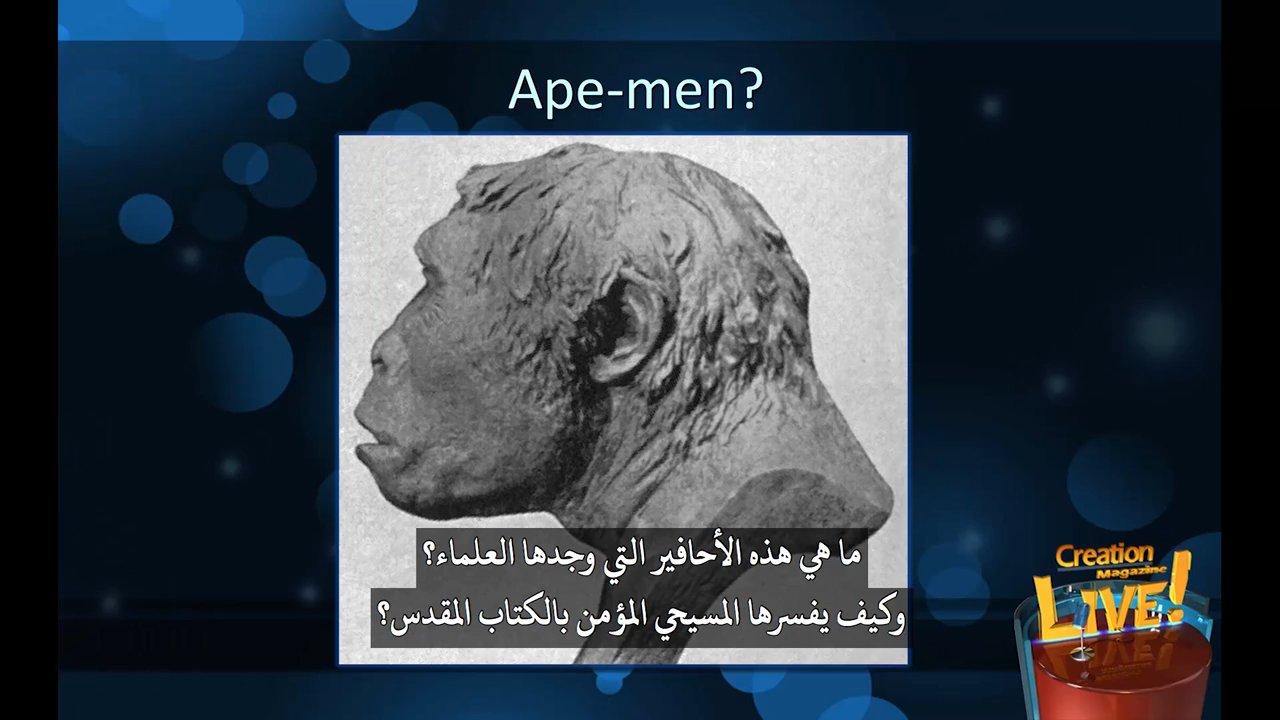 Ape-men?
ما هي هذه الأحافير التي وجدها العلماء؟
وكيف يفسرها المسيحي المؤمن بالكتاب المقدس؟
Creation
Magazine
LIVE!